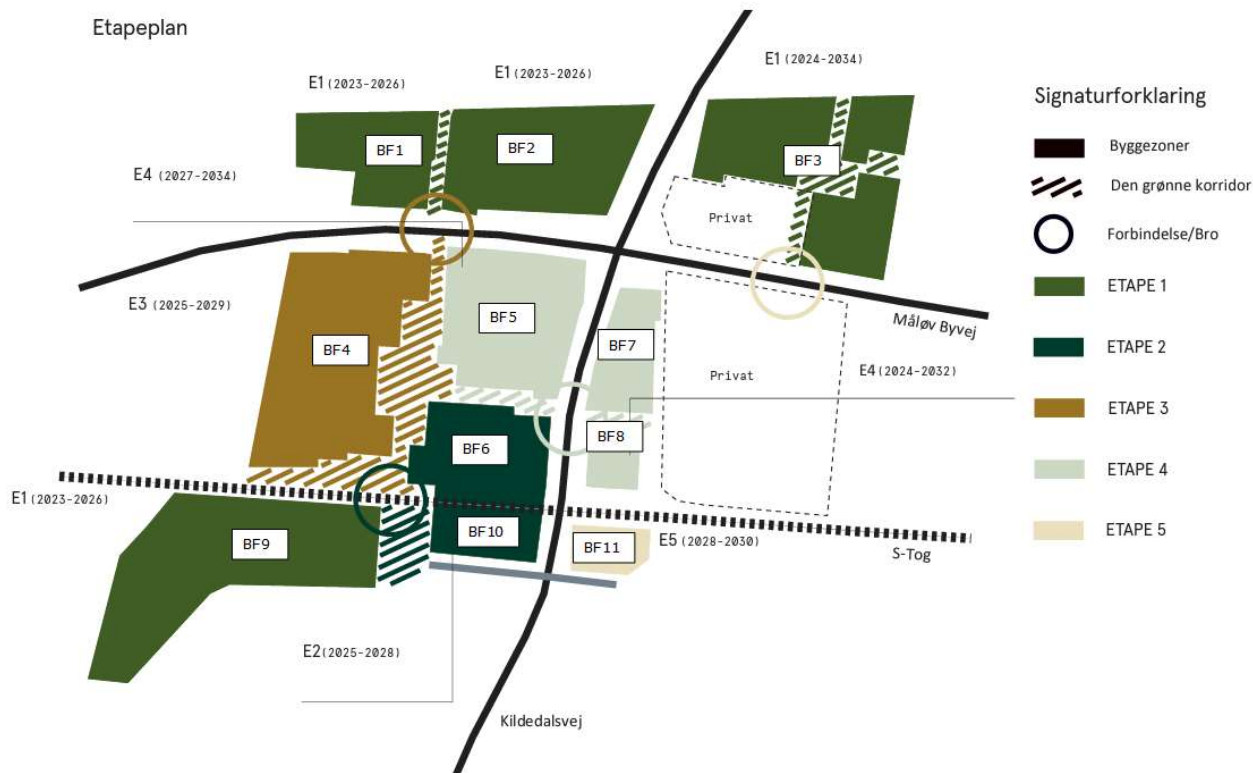 Etapeplan
E1 (2023-2026)
E1 (2023-2026)
E1 (2024-2034)
Signaturforklaring
Byggezoner
Den grønne korridor
Forbindelse/Bro
ETAPE 1
ETAPE 2
ETAPE 3
ETAPE 4
ETAPE 5
BF1
BF2
BF3
E4 (2027-2034)
Privat
E3 (2025-2029)
BF5
Måløv Byvej
BF4
BF7
Privat
E4 (2024-2032)
BF6
BF8
E1 (2023-2026)
BF9
BF10
BF11
E5 (2028-2030)
S-Tog
E2 (2025-2028)
Kildedalsvej